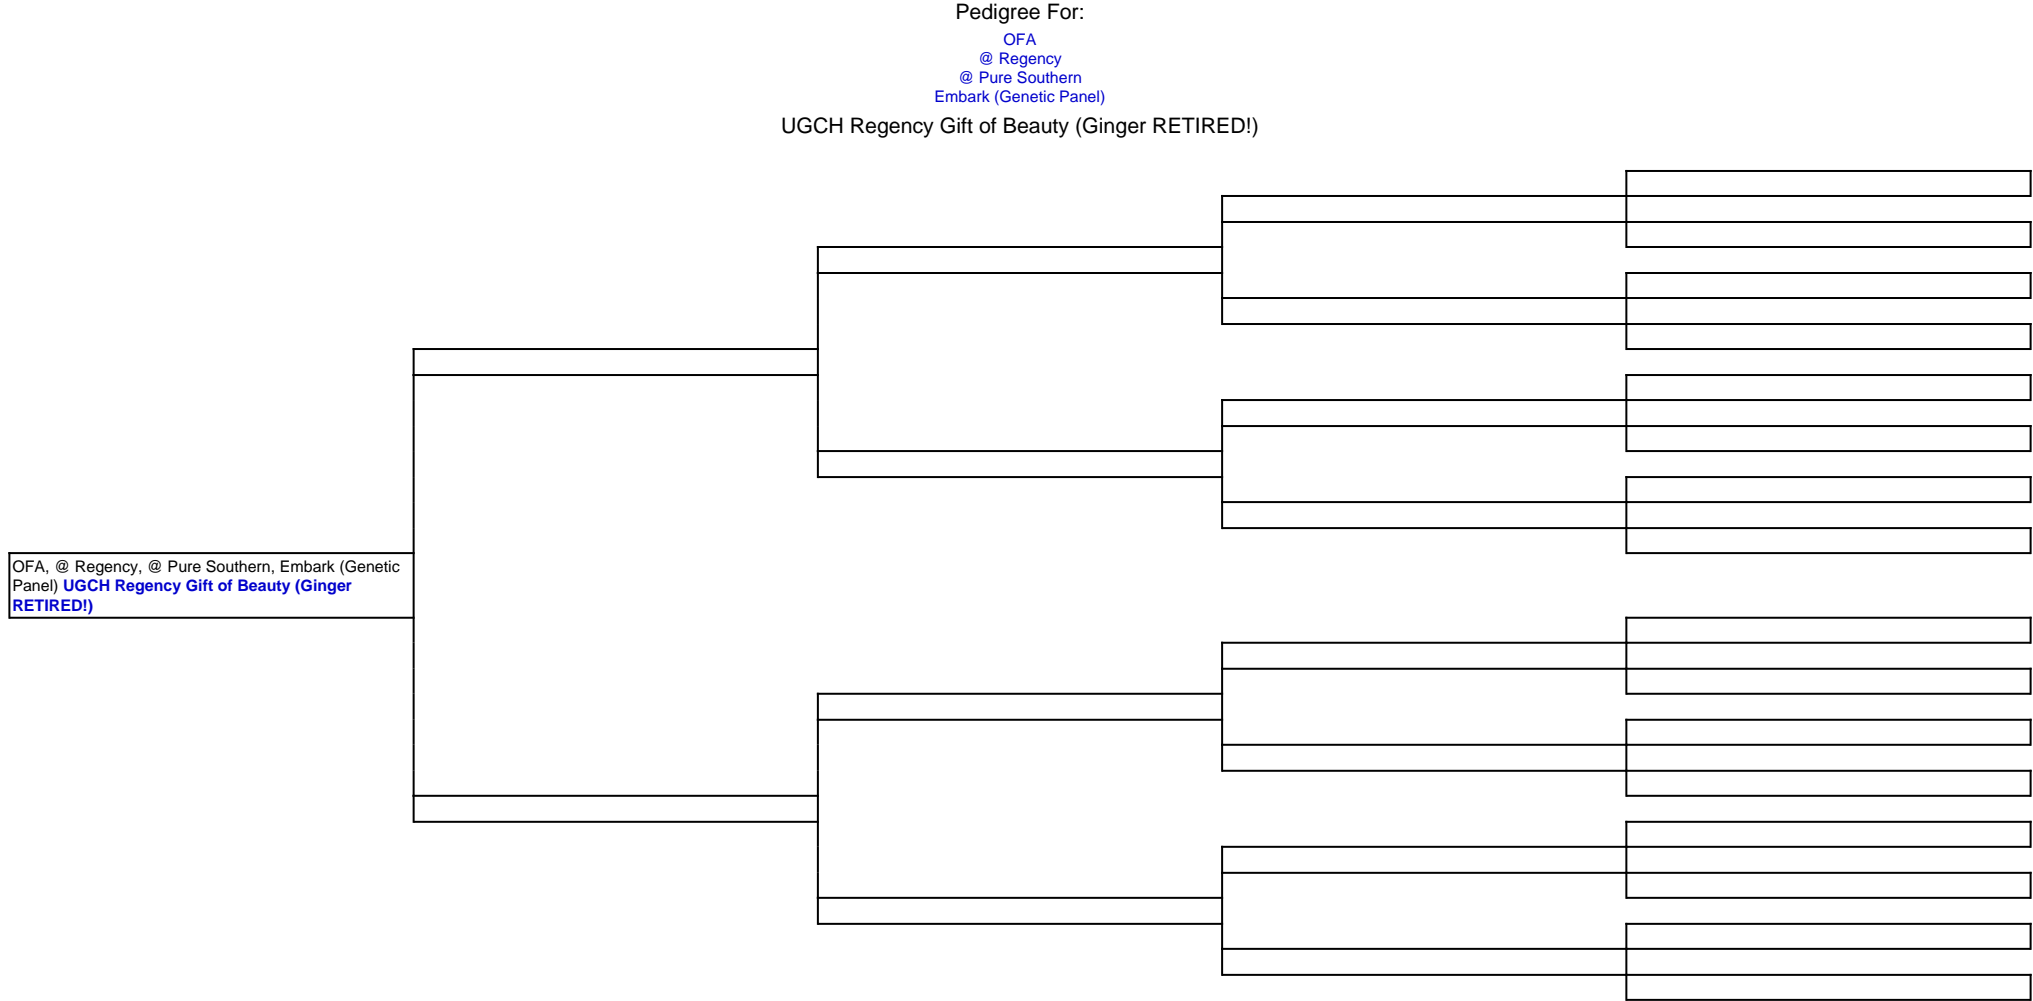 Pedigree For:
OFA
@ Regency
@ Pure Southern
Embark (Genetic Panel)
UGCH Regency Gift of Beauty (Ginger RETIRED!)
OFA, @ Regency, @ Pure Southern, Embark (Genetic
Panel) UGCH Regency Gift of Beauty (Ginger
RETIRED!)